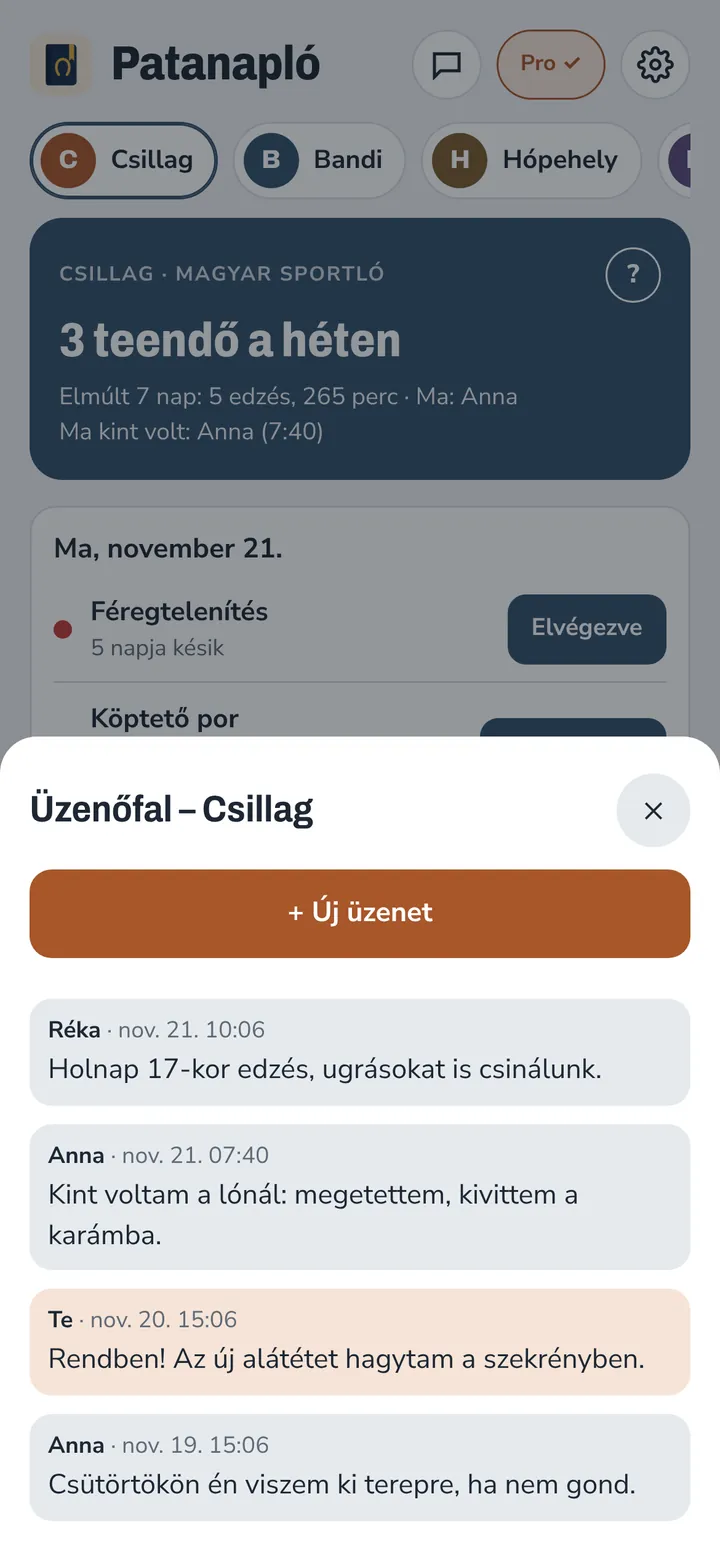 Patanapló
Pro ✓
C Csillag
B Bandi
H Hópehely
CSILLAG · MAGYAR SPORTLÓ
?
3 teendő a héten
Elmúlt 7 nap: 5 edzés, 265 perc · Ma: Anna
Ma kint volt: Anna (7:40)
Ma, november 21.
Féregtelenítés
5 napja késik
Elvégezve
Köptető por
Üzenőfal – Csillag
+ Új üzenet
Réka · nov. 21. 10:06
Holnap 17-kor edzés, ugrásokat is csinálunk.
Anna · nov. 21. 07:40
Kint voltam a lónál: megetettem, kivittem a
karámba.
Te · nov. 20. 15:06
Rendben! Az új alátétet hagytam a szekrényben.
Anna · nov. 19. 15:06
Csütörtökön én viszem ki terepre, ha nem gond.